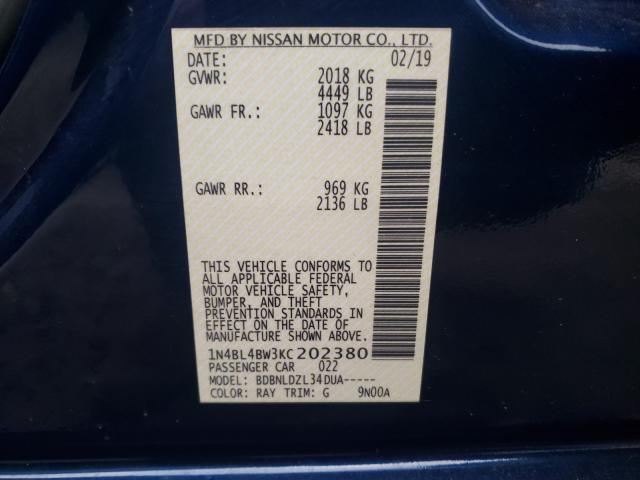 MFD BY NISSAN MOTOR CO., LTD.
DATE: 02/19
GVWR: 2018 KG
4449 LB
GAWR FR.: 1097 KG
2418 LB
GAWR RR.: 969 KG
2136 LB
THIS VEHICLE CONFORMS TO
ALL APPLICABLE FEDERAL
MOTOR VEHICLE SAFETY,
BUMPER, AND THEFT
PREVENTION STANDARDS IN
EFFECT ON THE DATE OF
MANUFACTURE SHOWN ABOVE.
1N4BL4BW3KC202380
PASSENGER CAR 022
MODEL: BDBNLDZL34DUA-----
COLOR: RAY TRIM: G 9N00A